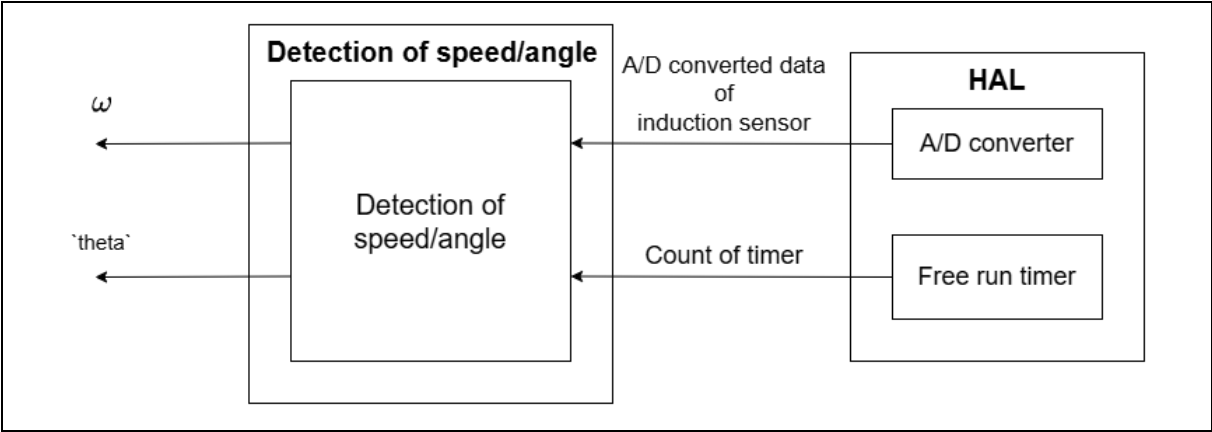 Detection of speed/angle
A/D converted data
of
induction sensor
HAL
ω
A/D converter
Detection of
speed/angle
`theta`
Count of timer
Free run timer